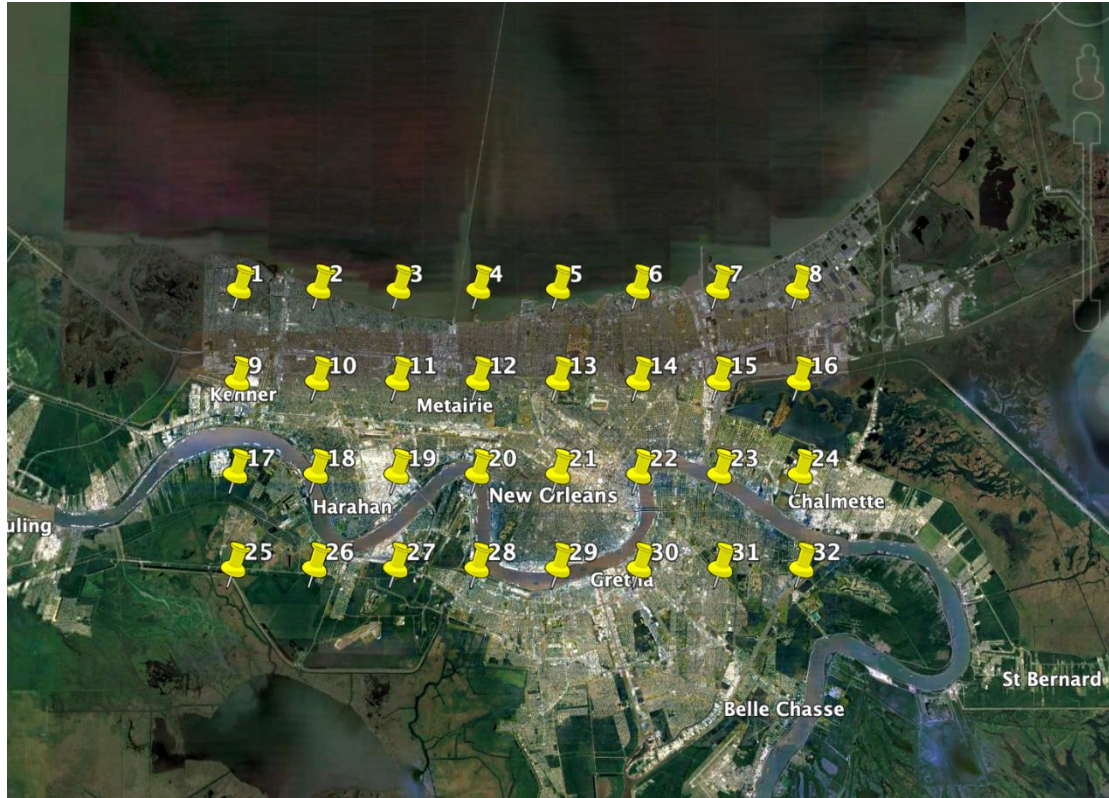 1 2 3 4 5 6 7 8
9 10 11 12 13 14 15 16
Kenner
Metairie
17 18 19 20 21 22 23 24
Harahan
New Orleans
Chalmette
uling
25 26 27 28 29 30 31 32
Gretna
St Bernard
Belle Chasse